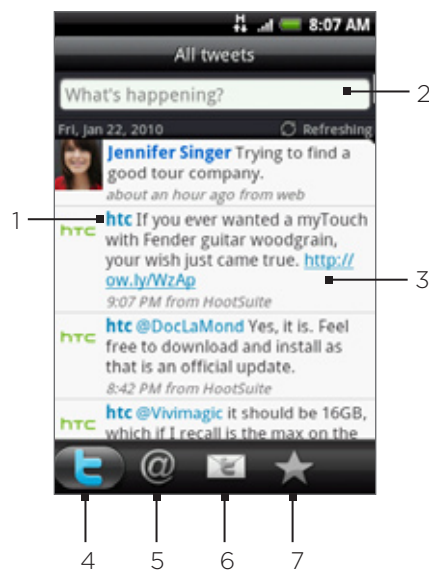 H
8:07 AM
All tweets
What's happening?
2
Fri, Jan 22, 2010 Refreshing
Jennifer Singer Trying to find a
good tour company.
about an hour ago from web
1
hTC
htc If you ever wanted a myTouch
with Fender guitar woodgrain,
your wish just came true. http://
ow.ly/WzAp
3
9:07 PM from HootSuite
hTC
htc @DocLaMond Yes, it is. Feel
free to download and install as
that is an official update.
8:42 PM from HootSuite
hTC
htc @Vivimagic it should be 16GB,
which if I recall is the max on the
t @ t
4 5 6 7